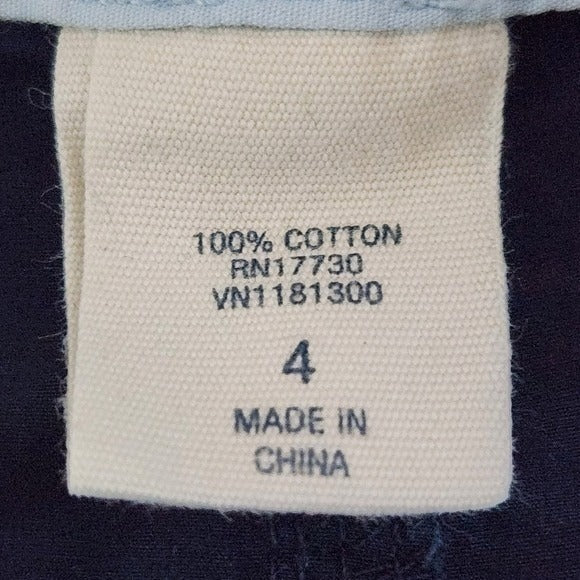 100% COTTON
RN17730
VN1181300
4
MADE IN
CHINA